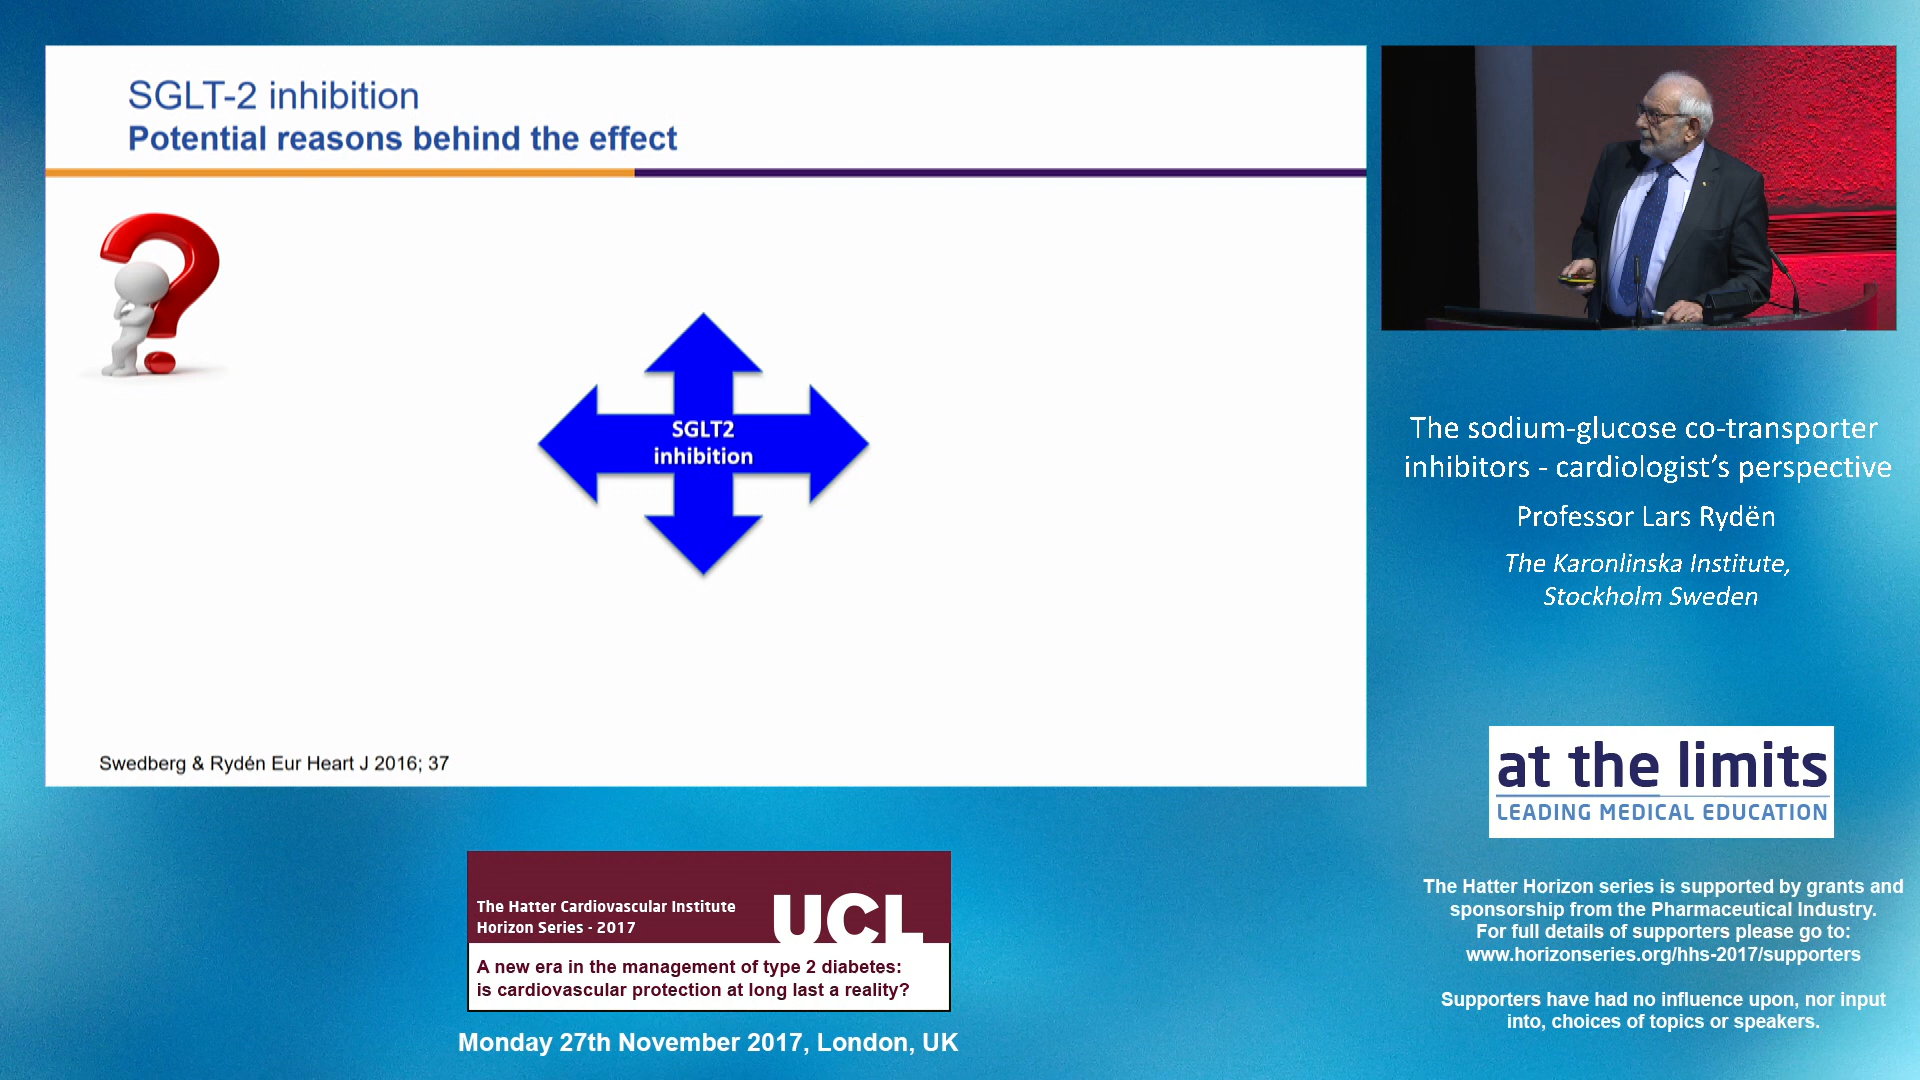 SGLT-2 inhibition
Potential reasons behind the effect
SGLT2
inhibition
Swedberg & Rydén Eur Heart J 2016; 37
The sodium-glucose co-transporter
inhibitors - cardiologist's perspective
Professor Lars Rydën
The Karonlinska Institute,
Stockholm Sweden
at the limits
LEADING MEDICAL EDUCATION
The Hatter Horizon series is supported by grants and
sponsorship from the Pharmaceutical Industry.
For full details of supporters please go to:
www.horizonseries.org/hhs-2017/supporters
Supporters have had no influence upon, nor input
into, choices of topics or speakers.
The Hatter Cardiovascular Institute
Horizon Series - 2017
UCL
A new era in the management of type 2 diabetes:
is cardiovascular protection at long last a reality?
Monday 27th November 2017, London, UK